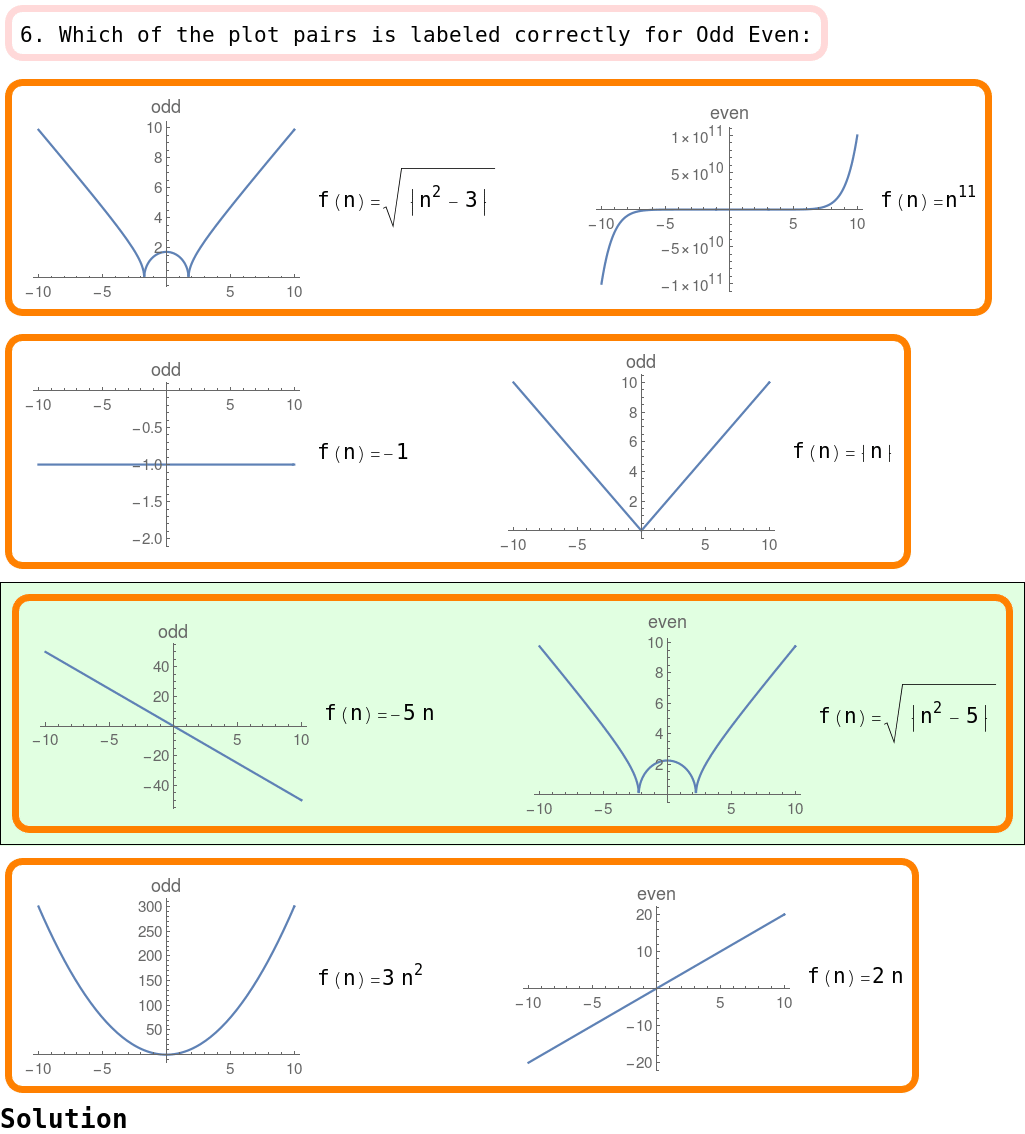 6. Which of the plot pairs is labeled correctly for Odd Even:
odd
even
10
8
6
4
2
−10 −5 5 10
f(n)=√|n² − 3|
1×10¹¹
5×10¹⁰
−10 −5 5 10
−5×10¹⁰
−1×10¹¹
f(n)=n¹¹
odd
odd
−10 −5 5 10
−0.5
−1.0
−1.5
−2.0
f(n)=−1
10
8
6
4
2
−10 −5 5 10
f(n)=|n|
odd
even
40
20
−10 −5 5 10
−20
−40
f(n)=−5 n
10
8
6
4
2
−10 −5 5 10
f(n)=√|n² − 5|
odd
even
300
250
200
150
100
50
−10 −5 5 10
f(n)=3 n²
20
10
−10 −5 5 10
−10
−20
f(n)=2 n
Solution